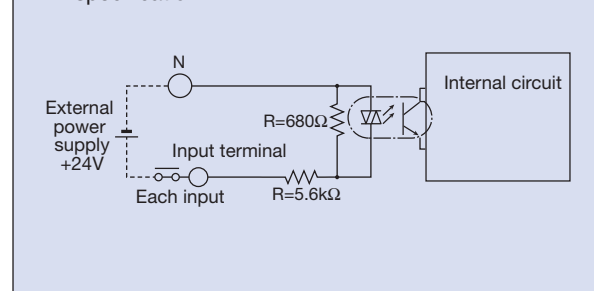 N
Internal circuit
External
power
supply
+24V
R=680Ω
Input terminal
Each input
R=5.6kΩ